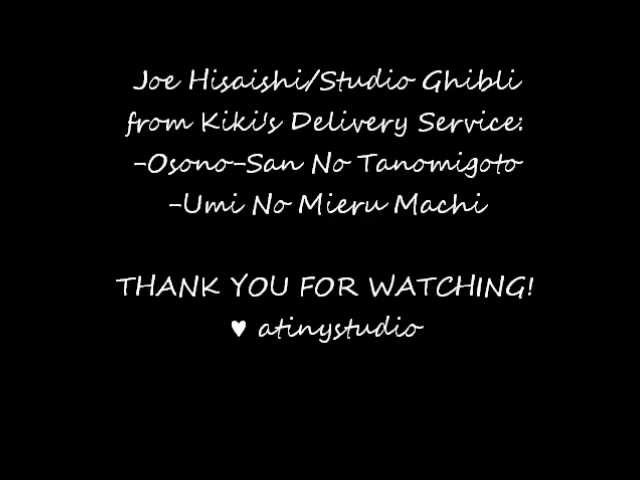 Joe Hisaishi/Studio Ghibli
from Kiki's Delivery Service:
-Osono-San No Tanomigoto
-Umi No Mieru Machi
THANK YOU FOR WATCHING!
♥ atinystudio